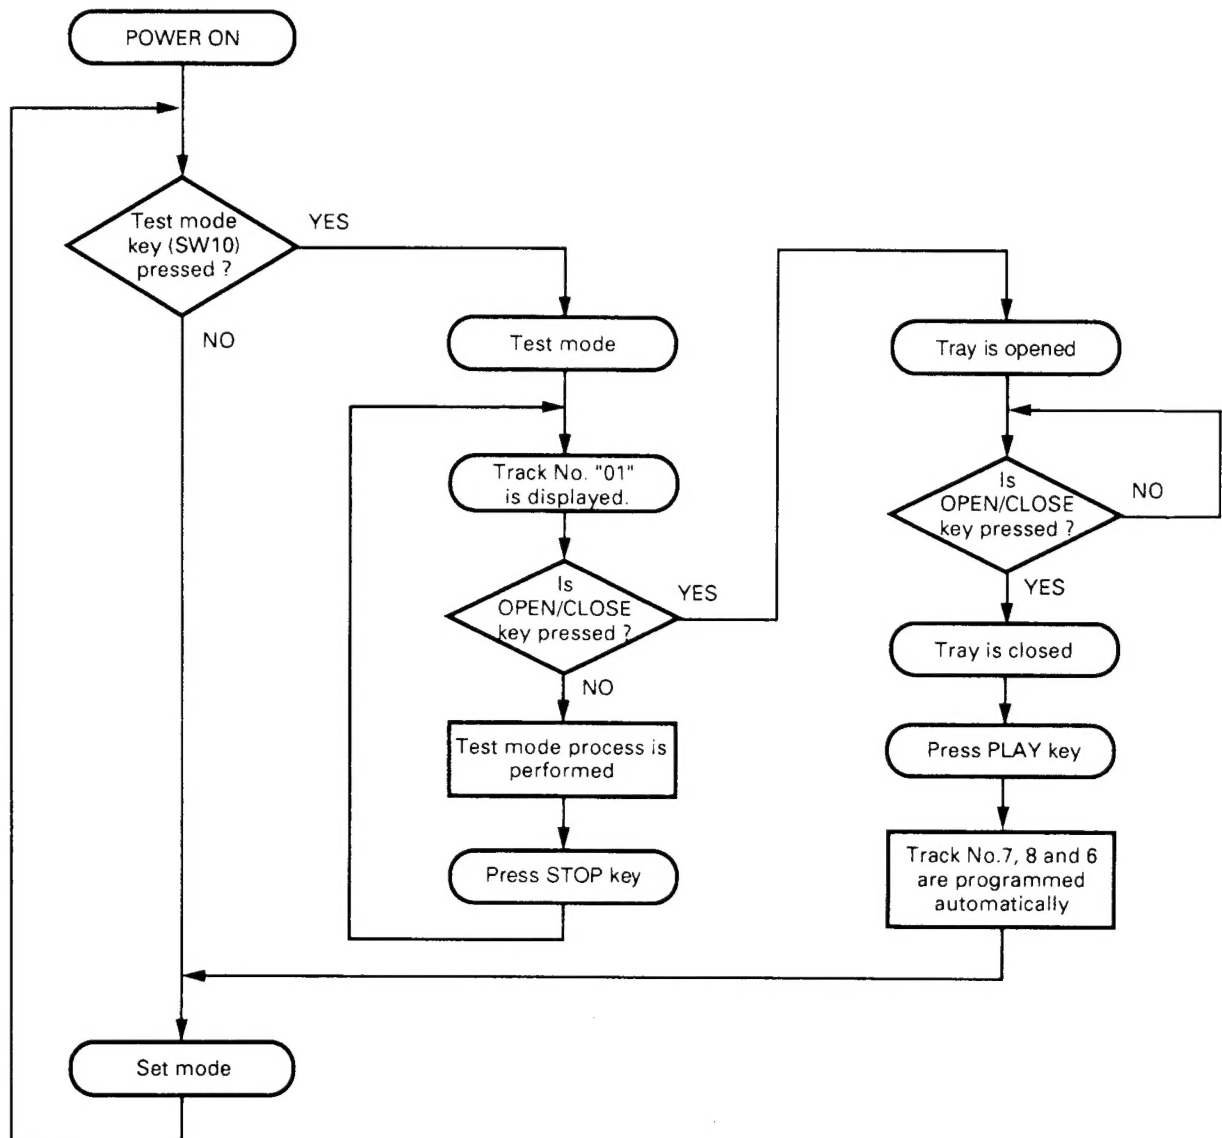 POWER ON
Test mode
key (SW10)
pressed ?
YES
NO
Test mode
Track No. "01"
is displayed.
Is
OPEN/CLOSE
key pressed ?
YES
NO
Test mode process is
performed
Press STOP key
Tray is opened
Is
OPEN/CLOSE
key pressed ?
NO
YES
Tray is closed
Press PLAY key
Track No.7, 8 and 6
are programmed
automatically
Set mode